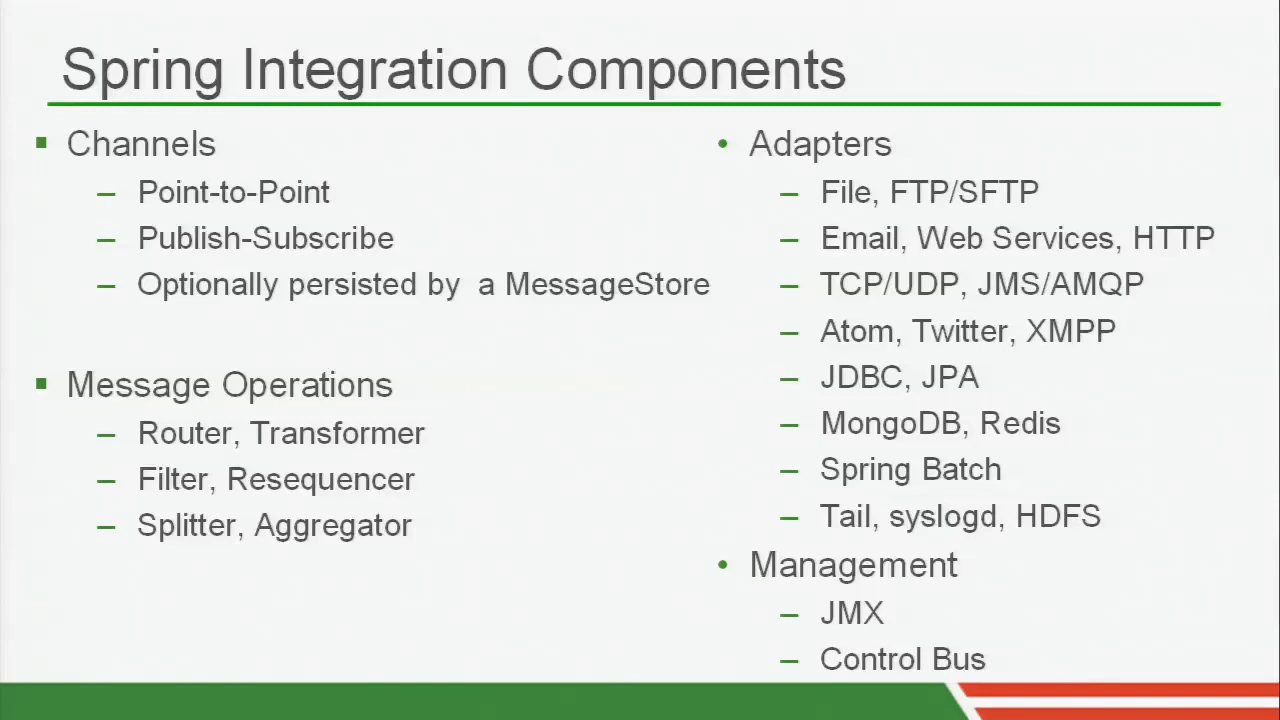 Spring Integration Components
Channels
– Point-to-Point
– Publish-Subscribe
– Optionally persisted by a MessageStore
Message Operations
– Router, Transformer
– Filter, Resequencer
– Splitter, Aggregator
• Adapters
– File, FTP/SFTP
– Email, Web Services, HTTP
– TCP/UDP, JMS/AMQP
– Atom, Twitter, XMPP
– JDBC, JPA
– MongoDB, Redis
– Spring Batch
– Tail, syslogd, HDFS
• Management
– JMX
– Control Bus